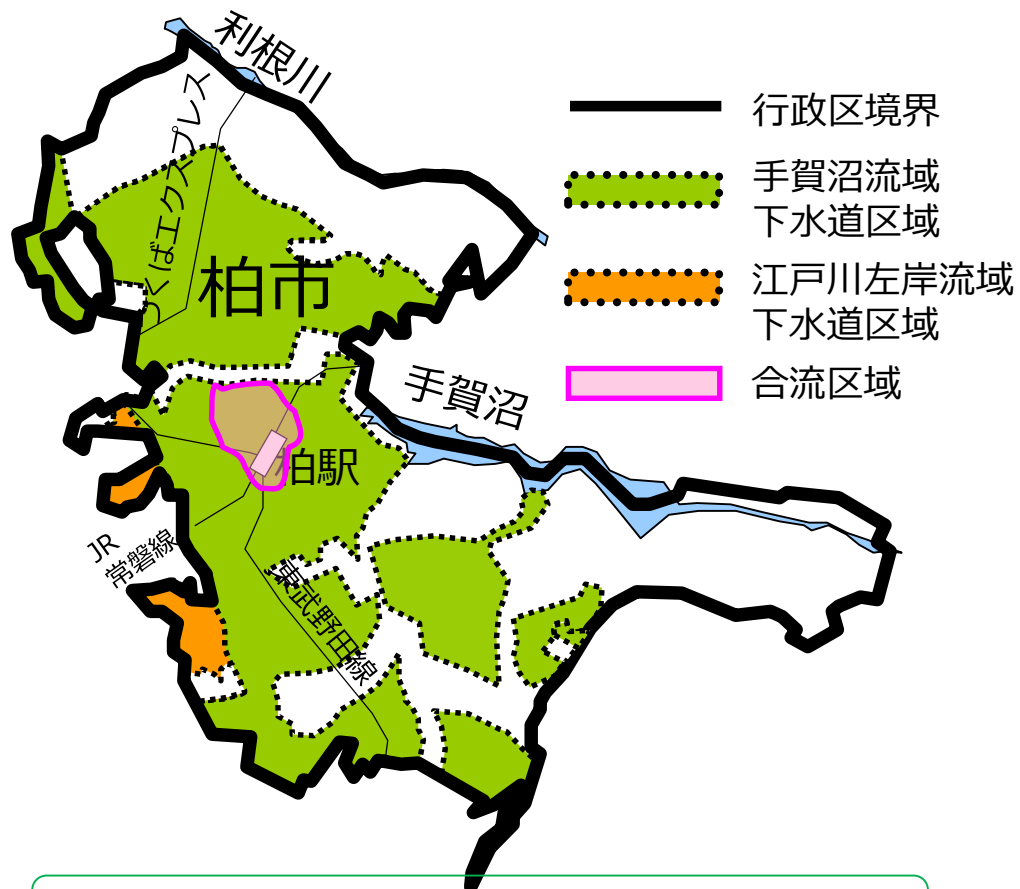 利根川
つくばエクスプレス
柏市
手賀沼
柏駅
JR
常磐線
東武野田線
行政区境界
手賀沼流域
下水道区域
江戸川左岸流域
下水道区域
合流区域